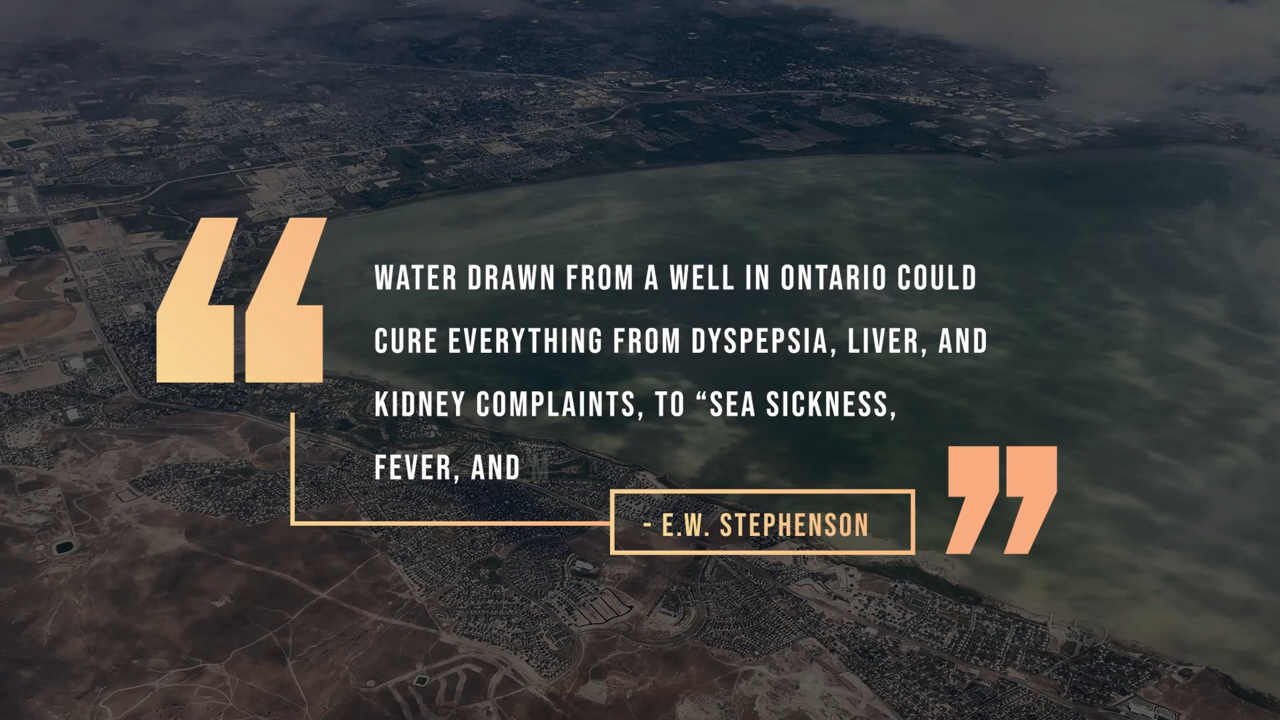 WATER DRAWN FROM A WELL IN ONTARIO COULD
CURE EVERYTHING FROM DYSPEPSIA, LIVER, AND
KIDNEY COMPLAINTS, TO “SEA SICKNESS,
FEVER, AND
- E.W. STEPHENSON